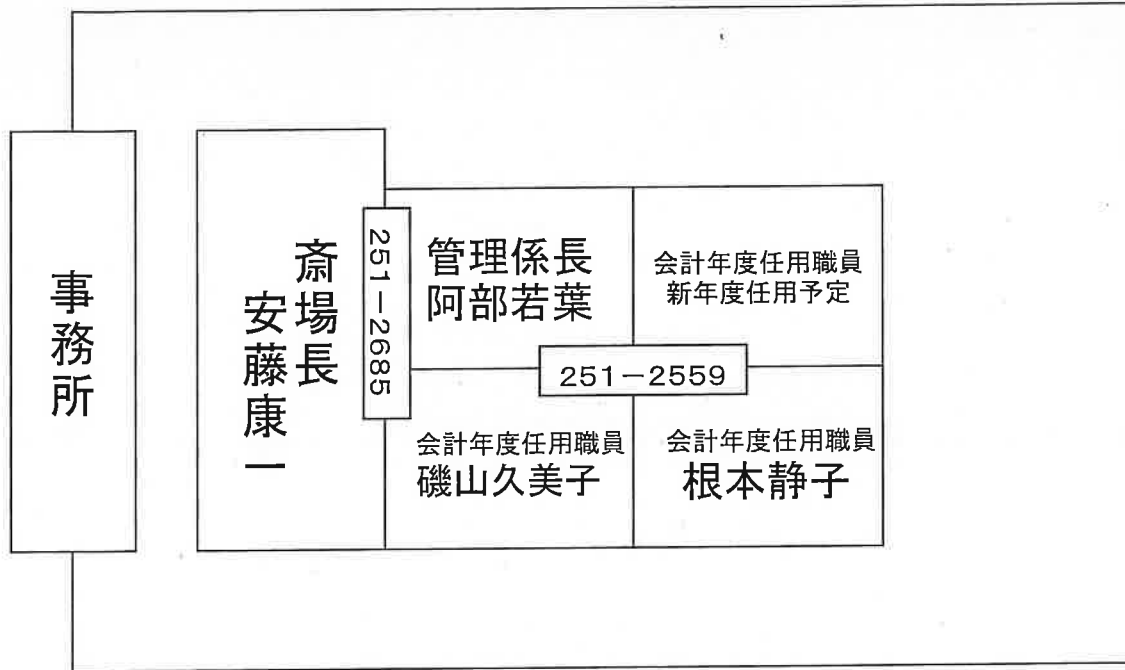 事務所
斎場長
安藤康一
251-2685
管理係長
阿部若葉
会計年度任用職員
新年度任用予定
251-2559
会計年度任用職員
磯山久美子
会計年度任用職員
根本静子